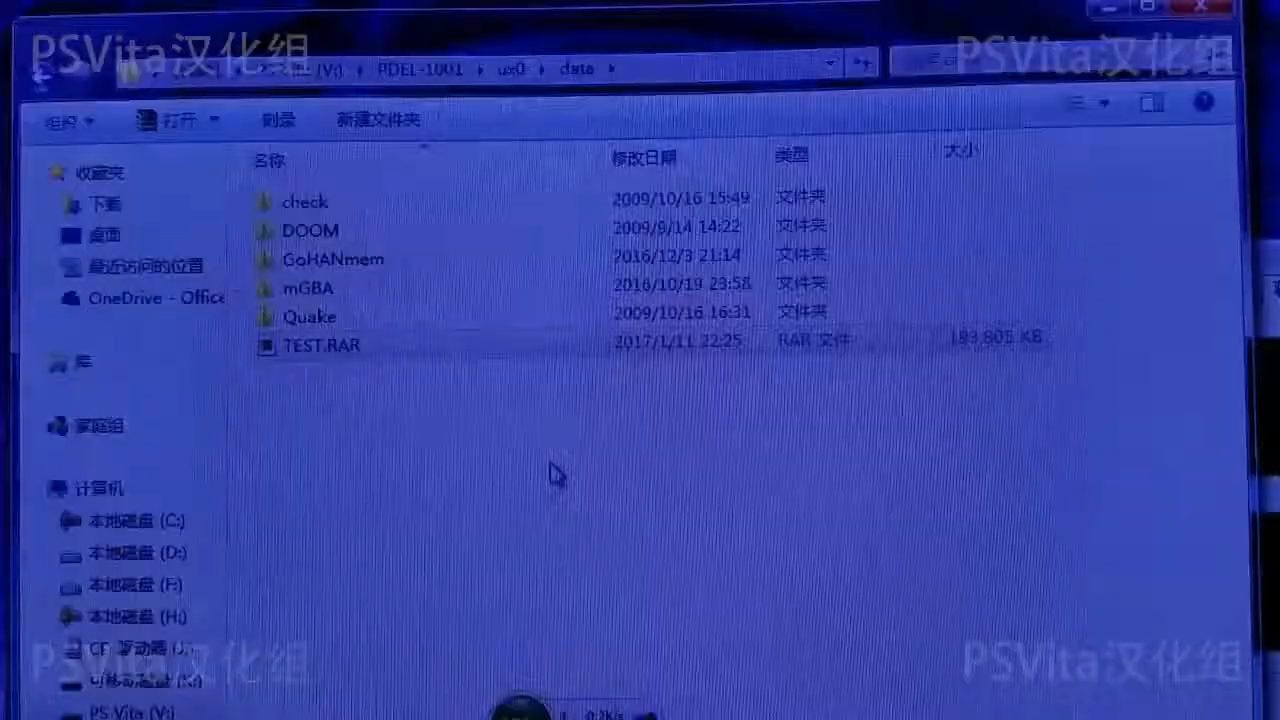 PSVita汉化组 PSVita汉化组
(V:) PDEL-1001 ux0 data
组织 打开 刻录 新建文件夹
名称 修改日期 类型 大小
收藏夹
下载
桌面
最近访问的位置
OneDrive - Office
库
家庭组
计算机
本地磁盘 (C:)
本地磁盘 (D:)
本地磁盘 (F:)
本地磁盘 (H:)
PS Vita (V:)
check 2009/10/16 15:49 文件夹
DOOM 2009/9/14 14:22 文件夹
GoHANmem 2016/12/3 21:14 文件夹
mGBA 2016/10/19 23:58 文件夹
Quake 2009/10/16 16:31 文件夹
TEST.RAR 2017/1/11 22:25 RAR 文件 193,805 KB
PSVita汉化组 PSVita汉化组